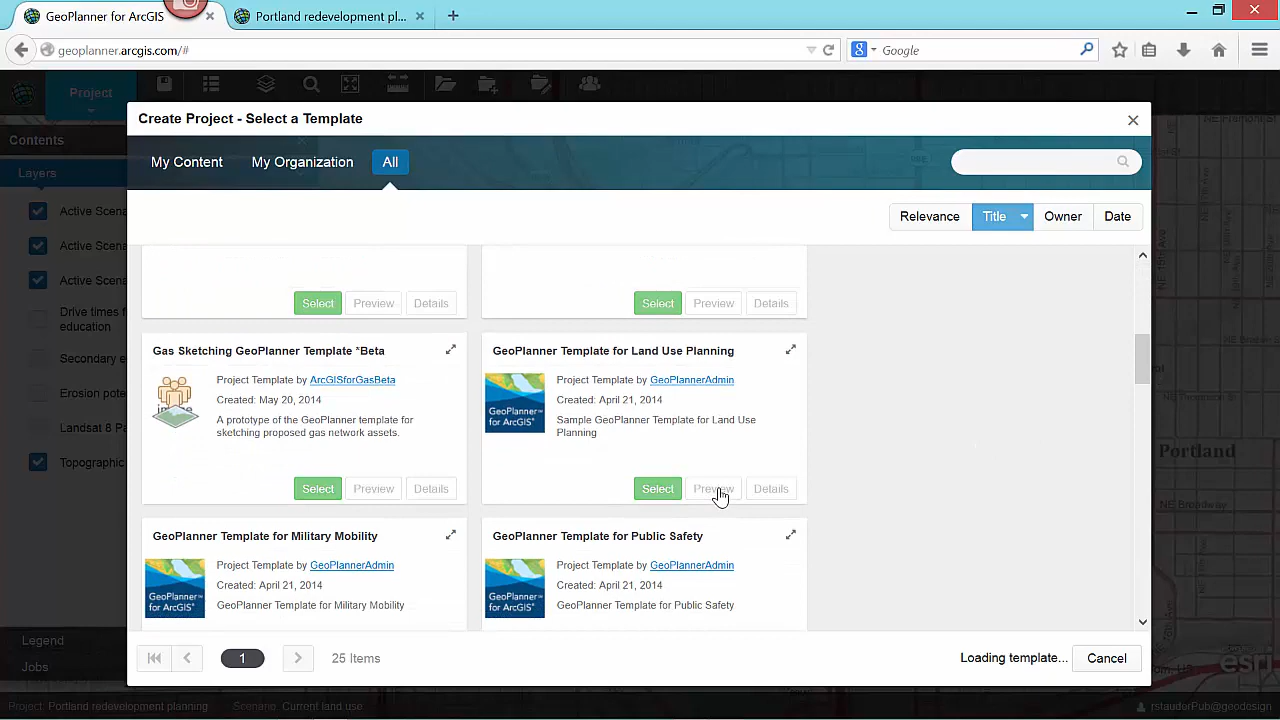 GeoPlanner for ArcGIS
Portland redevelopment pl...
geoplanner.arcgis.com/#
Google
Project
Create Project - Select a Template
Contents
My Content My Organization All
Layers
Relevance Title Owner Date
Active Scena
Active Scena
Active Scena
Drive times f
education
Secondary e
Erosion poter
Landsat 8 Pa
Topographic
Select Preview Details
Select Preview Details
Gas Sketching GeoPlanner Template *Beta
Project Template by ArcGISforGasBeta
Created: May 20, 2014
A prototype of the GeoPlanner template for
sketching proposed gas network assets.
Select Preview Details
GeoPlanner Template for Land Use Planning
GeoPlanner™
for ArcGIS®
Project Template by GeoPlannerAdmin
Created: April 21, 2014
Sample GeoPlanner Template for Land Use
Planning
Select Preview Details
GeoPlanner Template for Military Mobility
GeoPlanner™
for ArcGIS®
Project Template by GeoPlannerAdmin
Created: April 21, 2014
GeoPlanner Template for Military Mobility
GeoPlanner Template for Public Safety
GeoPlanner™
for ArcGIS®
Project Template by GeoPlannerAdmin
Created: April 21, 2014
GeoPlanner Template for Public Safety
Portland
NE Broadway
Legend
Jobs
1
25 Items
Loading template...
Cancel
esri
Project: Portland redevelopment planning Scenario: Current land use
rstauderPub@geodesign